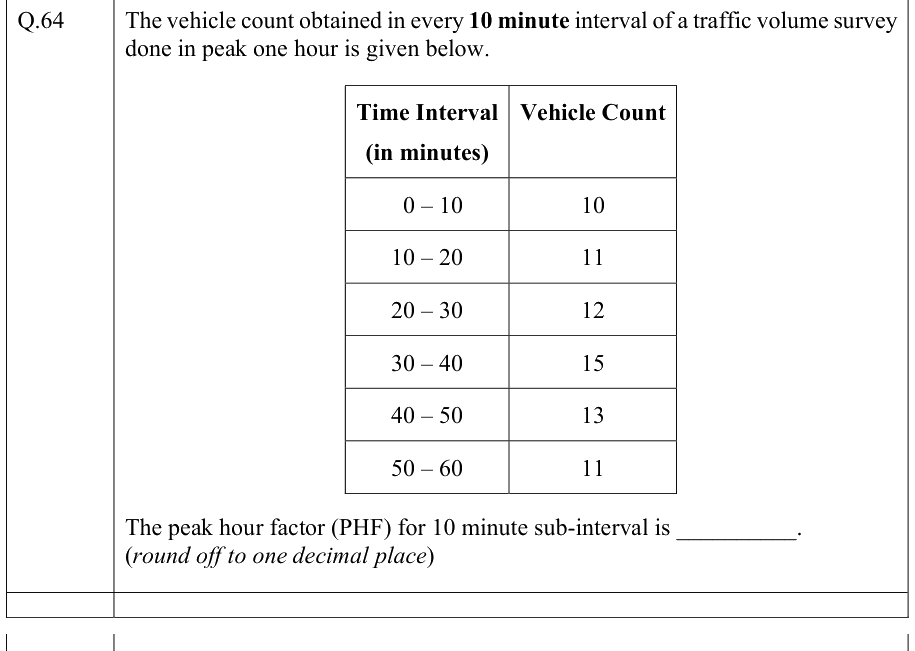 Q.64
The vehicle count obtained in every 10 minute interval of a traffic volume survey
done in peak one hour is given below.
Time Interval Vehicle Count
(in minutes)
0 – 10 10
10 – 20 11
20 – 30 12
30 – 40 15
40 – 50 13
50 – 60 11
The peak hour factor (PHF) for 10 minute sub-interval is __________.
(round off to one decimal place)